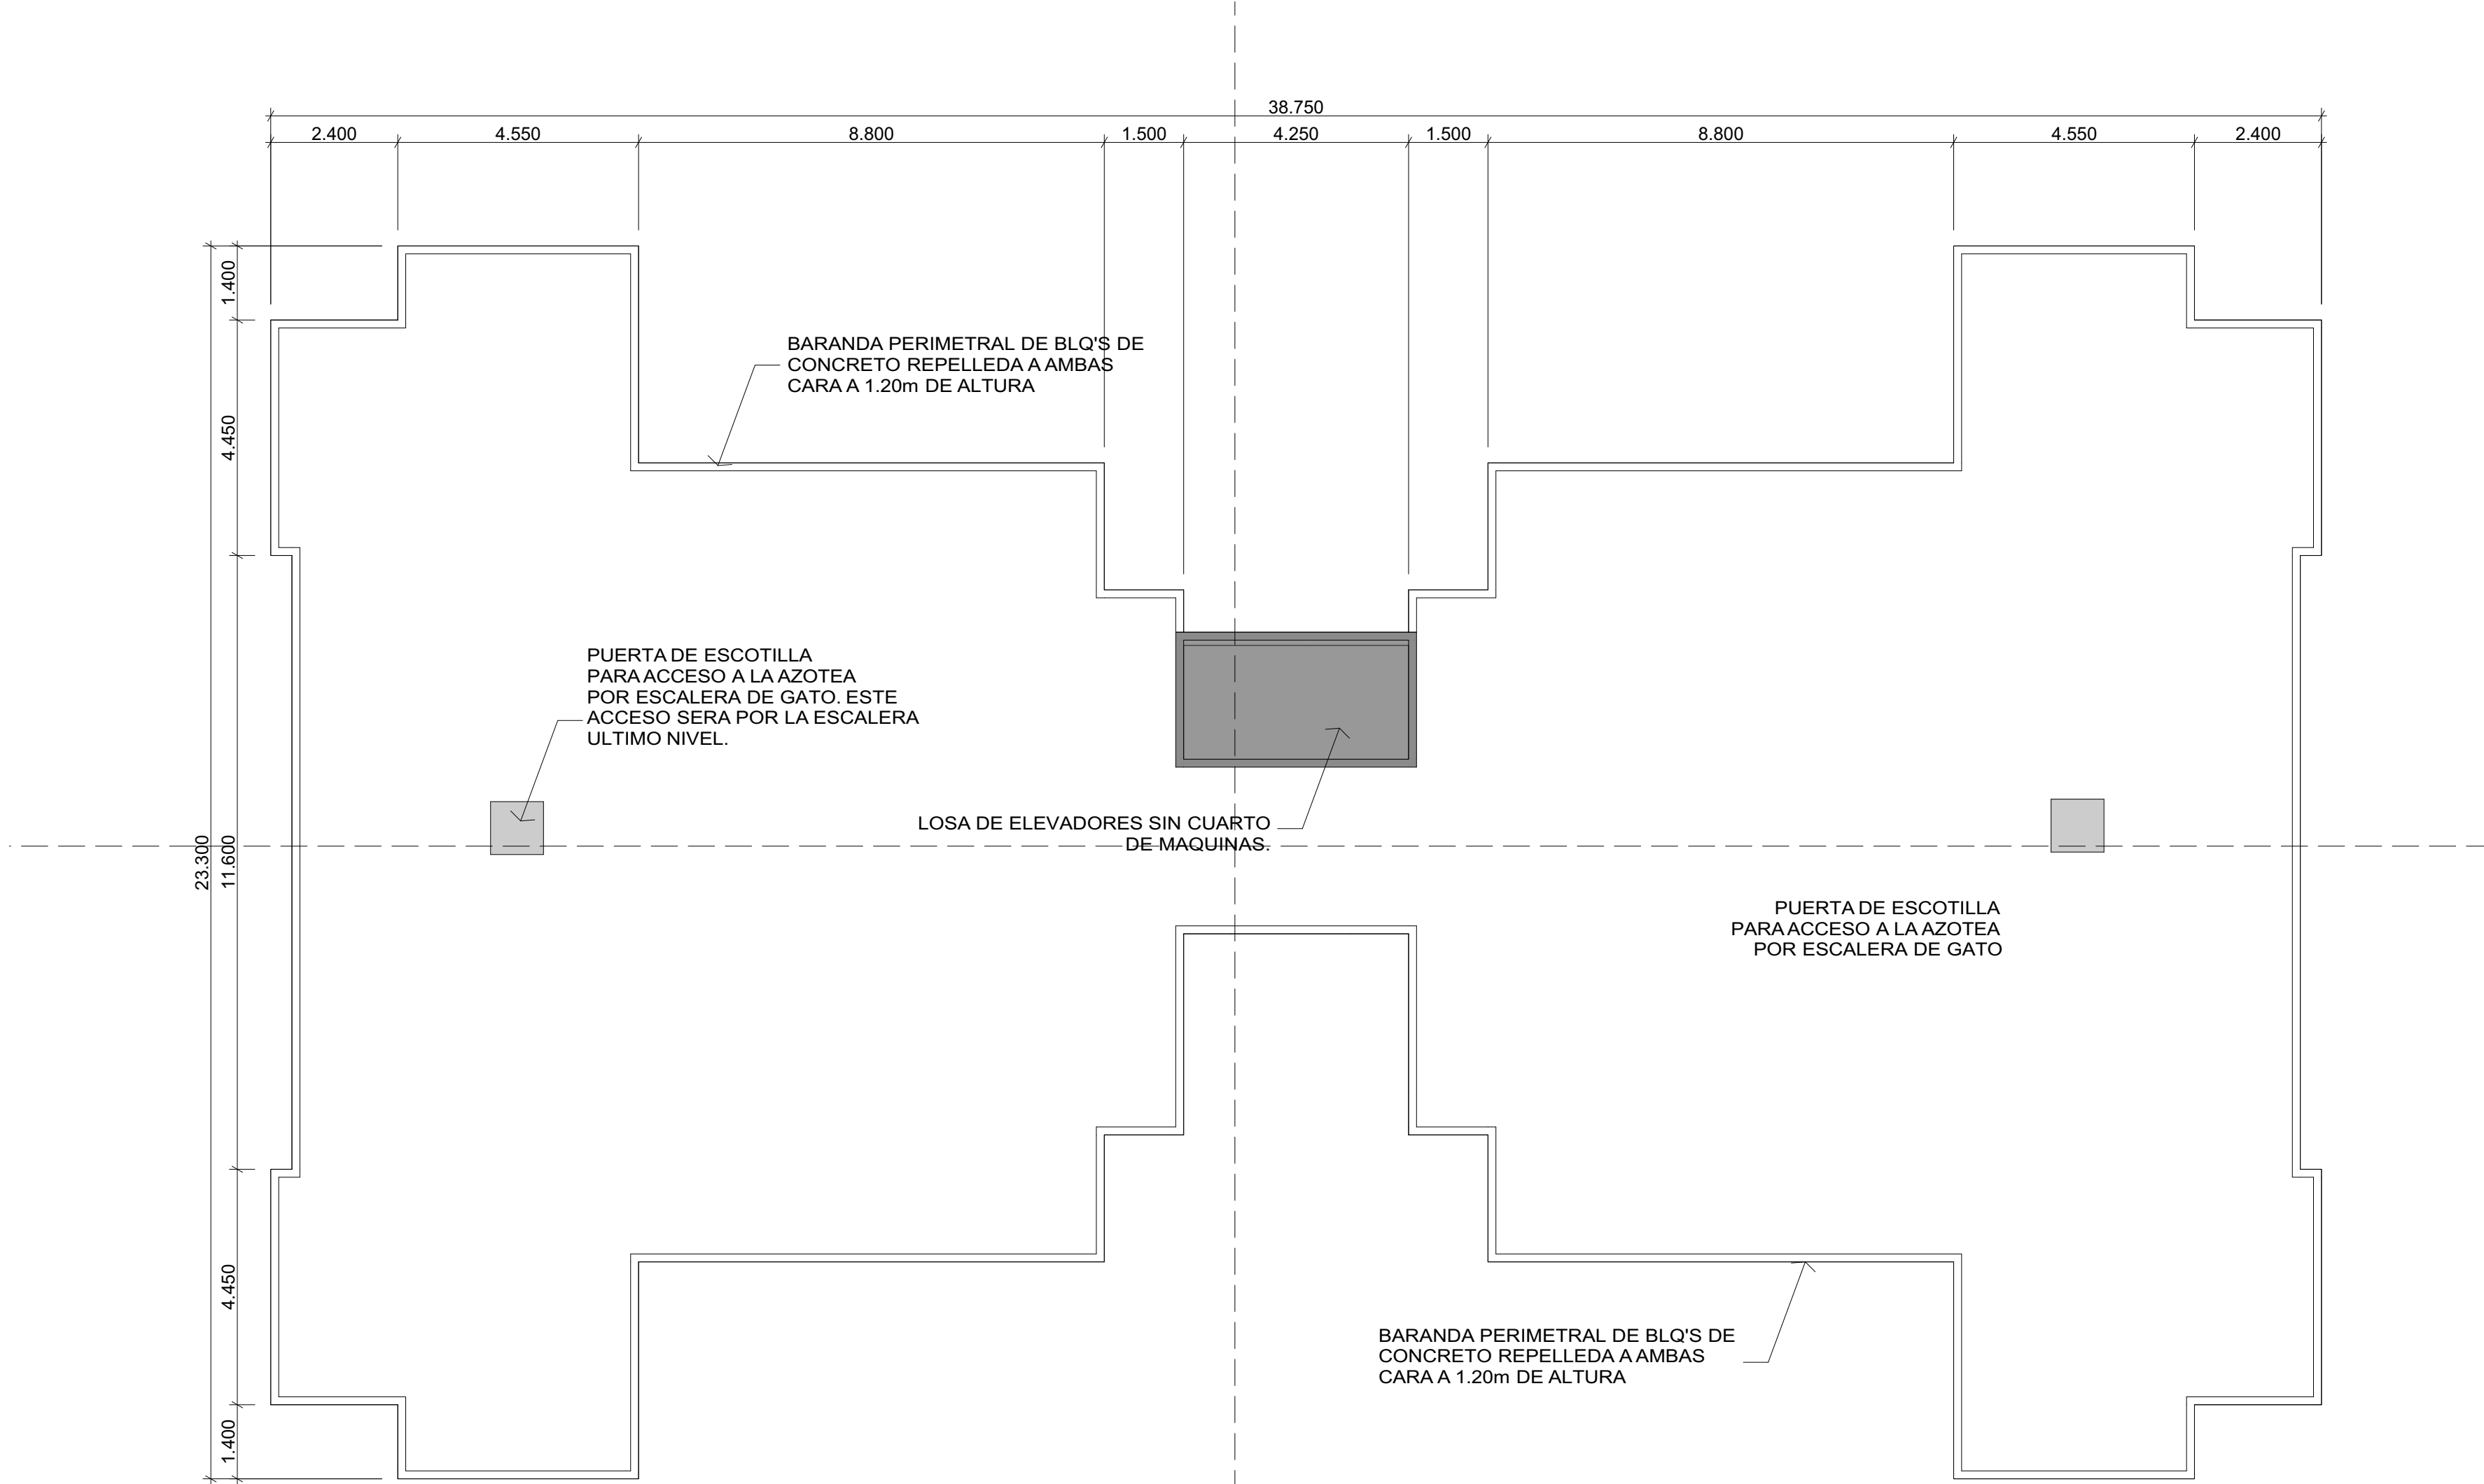 38.750
2.400 4.550 8.800 1.500 4.250 1.500 8.800 4.550 2.400
1.400
4.450
11.600
23.300
4.450
1.400
BARANDA PERIMETRAL DE BLQ'S DE
CONCRETO REPELLEDA A AMBAS
CARA A 1.20m DE ALTURA
PUERTA DE ESCOTILLA
PARA ACCESO A LA AZOTEA
POR ESCALERA DE GATO. ESTE
ACCESO SERA POR LA ESCALERA
ULTIMO NIVEL.
LOSA DE ELEVADORES SIN CUARTO
DE MAQUINAS.
PUERTA DE ESCOTILLA
PARA ACCESO A LA AZOTEA
POR ESCALERA DE GATO
BARANDA PERIMETRAL DE BLQ'S DE
CONCRETO REPELLEDA A AMBAS
CARA A 1.20m DE ALTURA